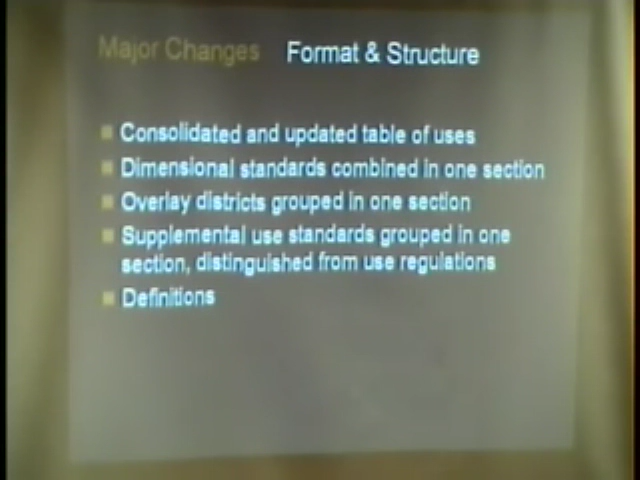 Major Changes Format & Structure
Consolidated and updated table of uses
Dimensional standards combined in one section
Overlay districts grouped in one section
Supplemental use standards grouped in one
section, distinguished from use regulations
Definitions